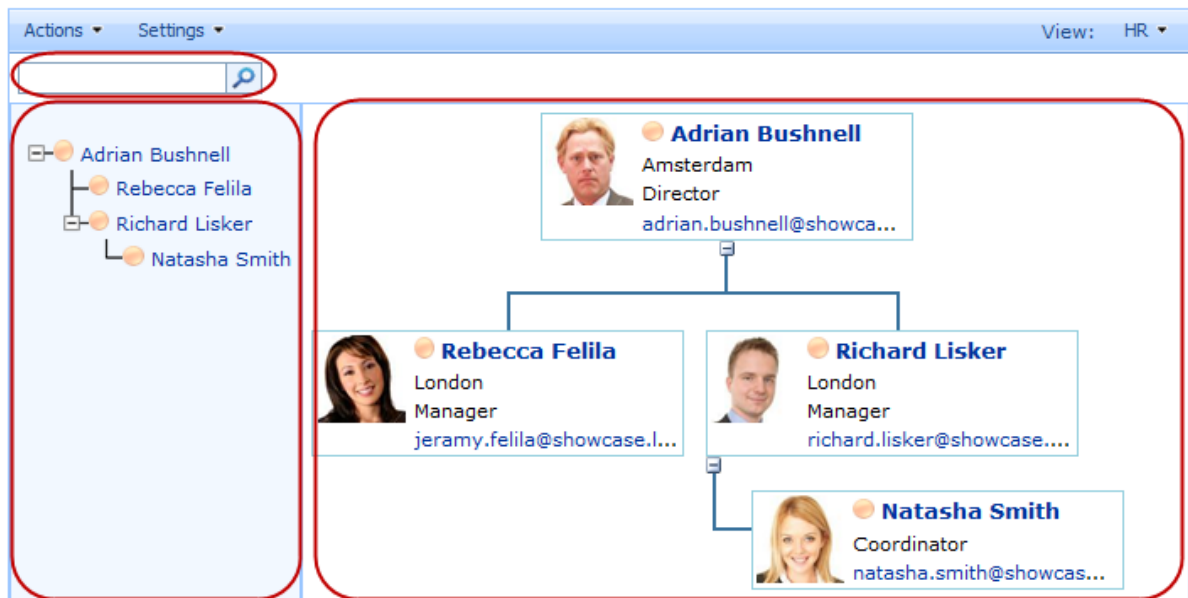 Actions Settings View: HR
Adrian Bushnell
Rebecca Felila
Richard Lisker
Natasha Smith
Adrian Bushnell
Amsterdam
Director
adrian.bushnell@showca...
Rebecca Felila
London
Manager
jeramy.felila@showcase.l...
Richard Lisker
London
Manager
richard.lisker@showcase....
Natasha Smith
Coordinator
natasha.smith@showcas...